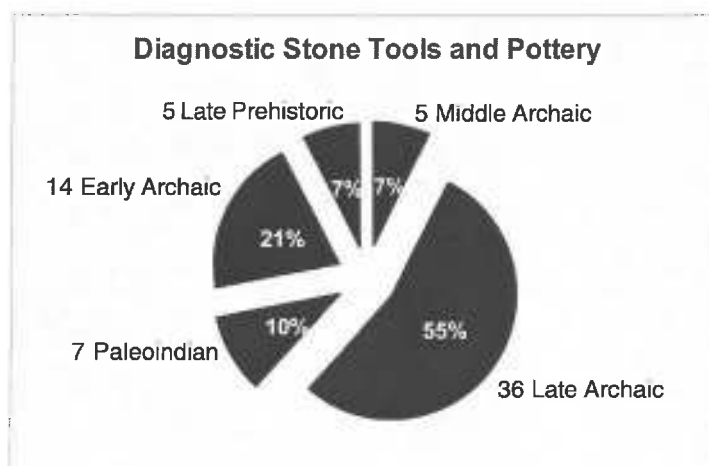 Diagnostic Stone Tools and Pottery
5 Late Prehistoric
5 Middle Archaic
7%
7%
14 Early Archaic
21%
10%
55%
7 Paleoindian
36 Late Archaic